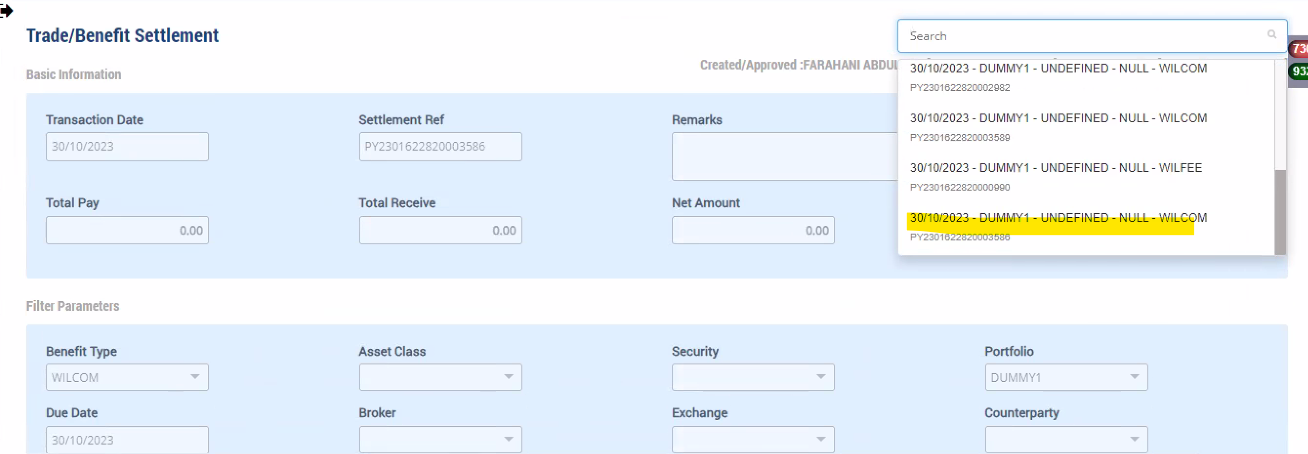 Trade/Benefit Settlement
Search
Basic Information
Created/Approved :FARAHANI ABDUL
30/10/2023 - DUMMY1 - UNDEFINED - NULL - WILCOM
PY2301622820002982
30/10/2023 - DUMMY1 - UNDEFINED - NULL - WILCOM
PY2301622820003589
30/10/2023 - DUMMY1 - UNDEFINED - NULL - WILFEE
PY2301622820000990
30/10/2023 - DUMMY1 - UNDEFINED - NULL - WILCOM
PY2301622820003586
Transaction Date
Settlement Ref
Remarks
30/10/2023
PY2301622820003586
Total Pay
Total Receive
Net Amount
0.00
0.00
0.00
Filter Parameters
Benefit Type
Asset Class
Security
Portfolio
WILCOM
DUMMY1
Due Date
Broker
Exchange
Counterparty
30/10/2023